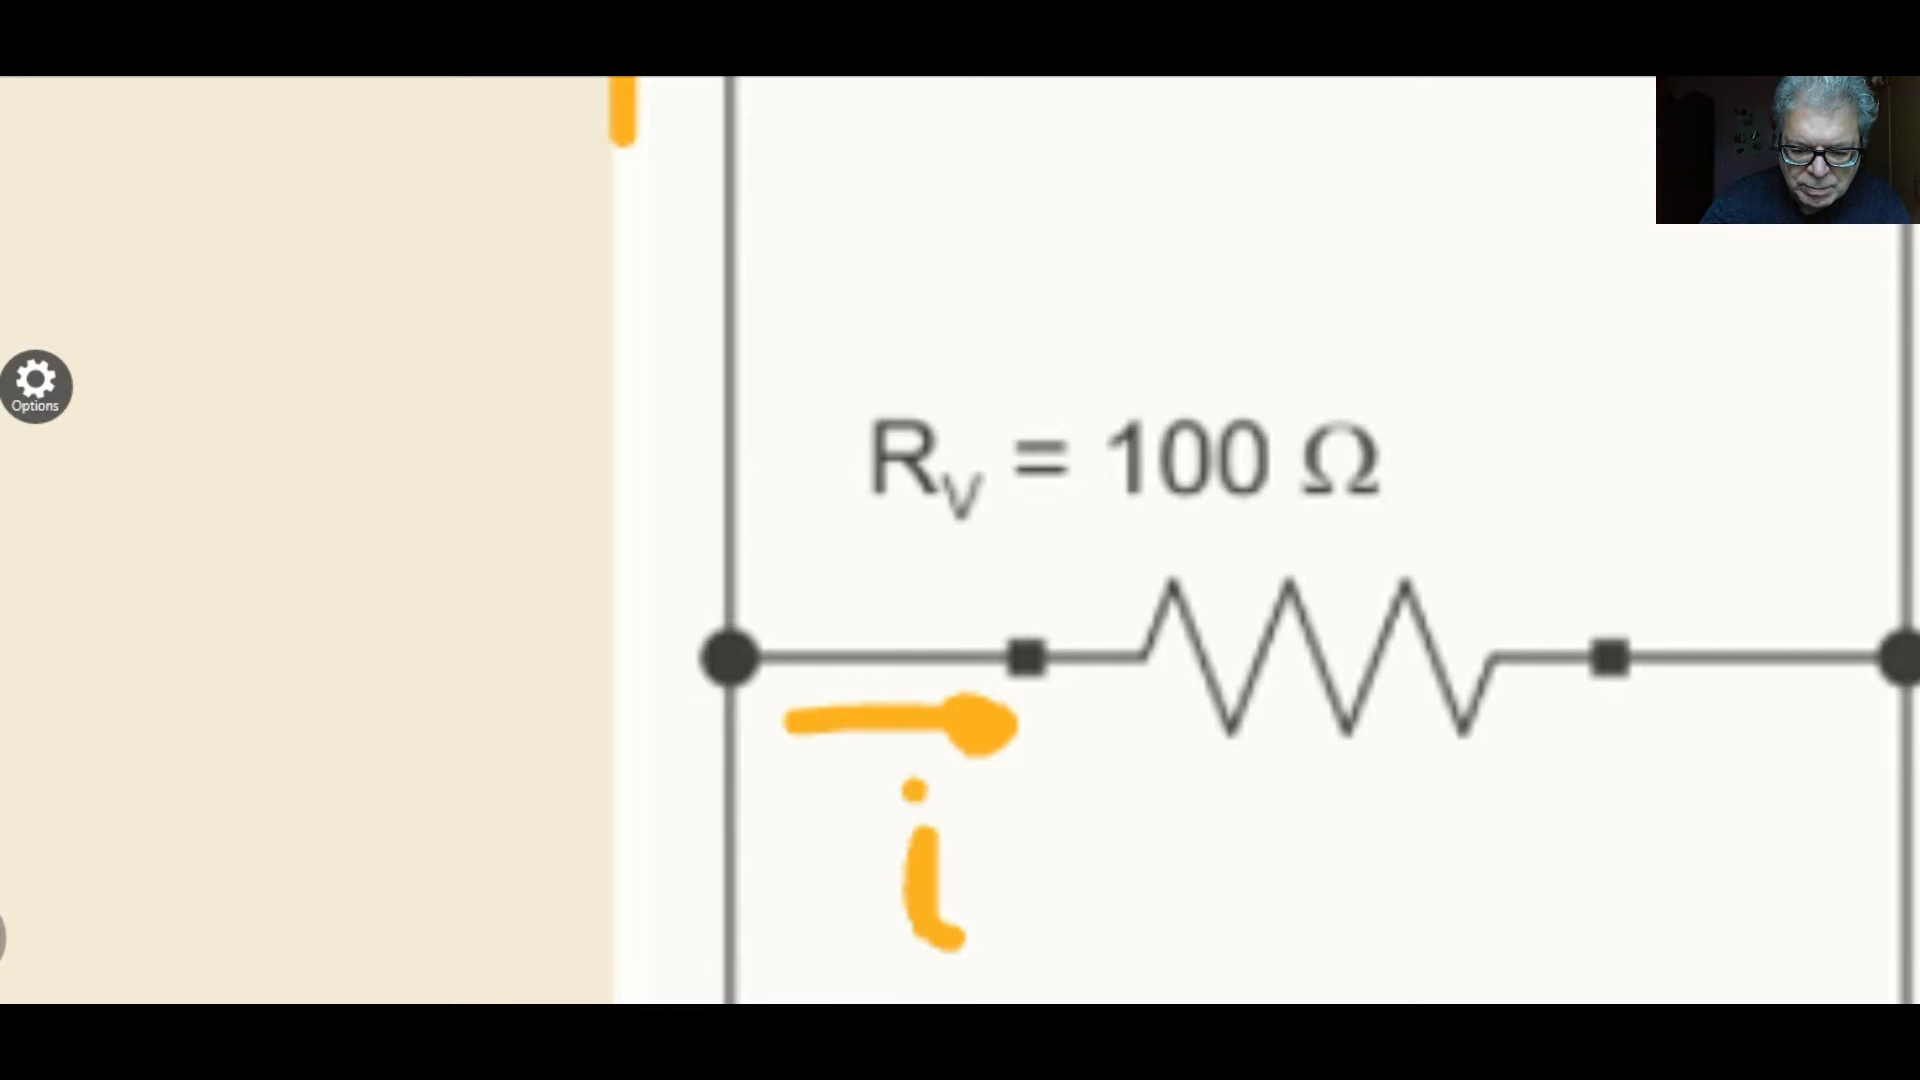 Options
R_V = 100 Ω
i